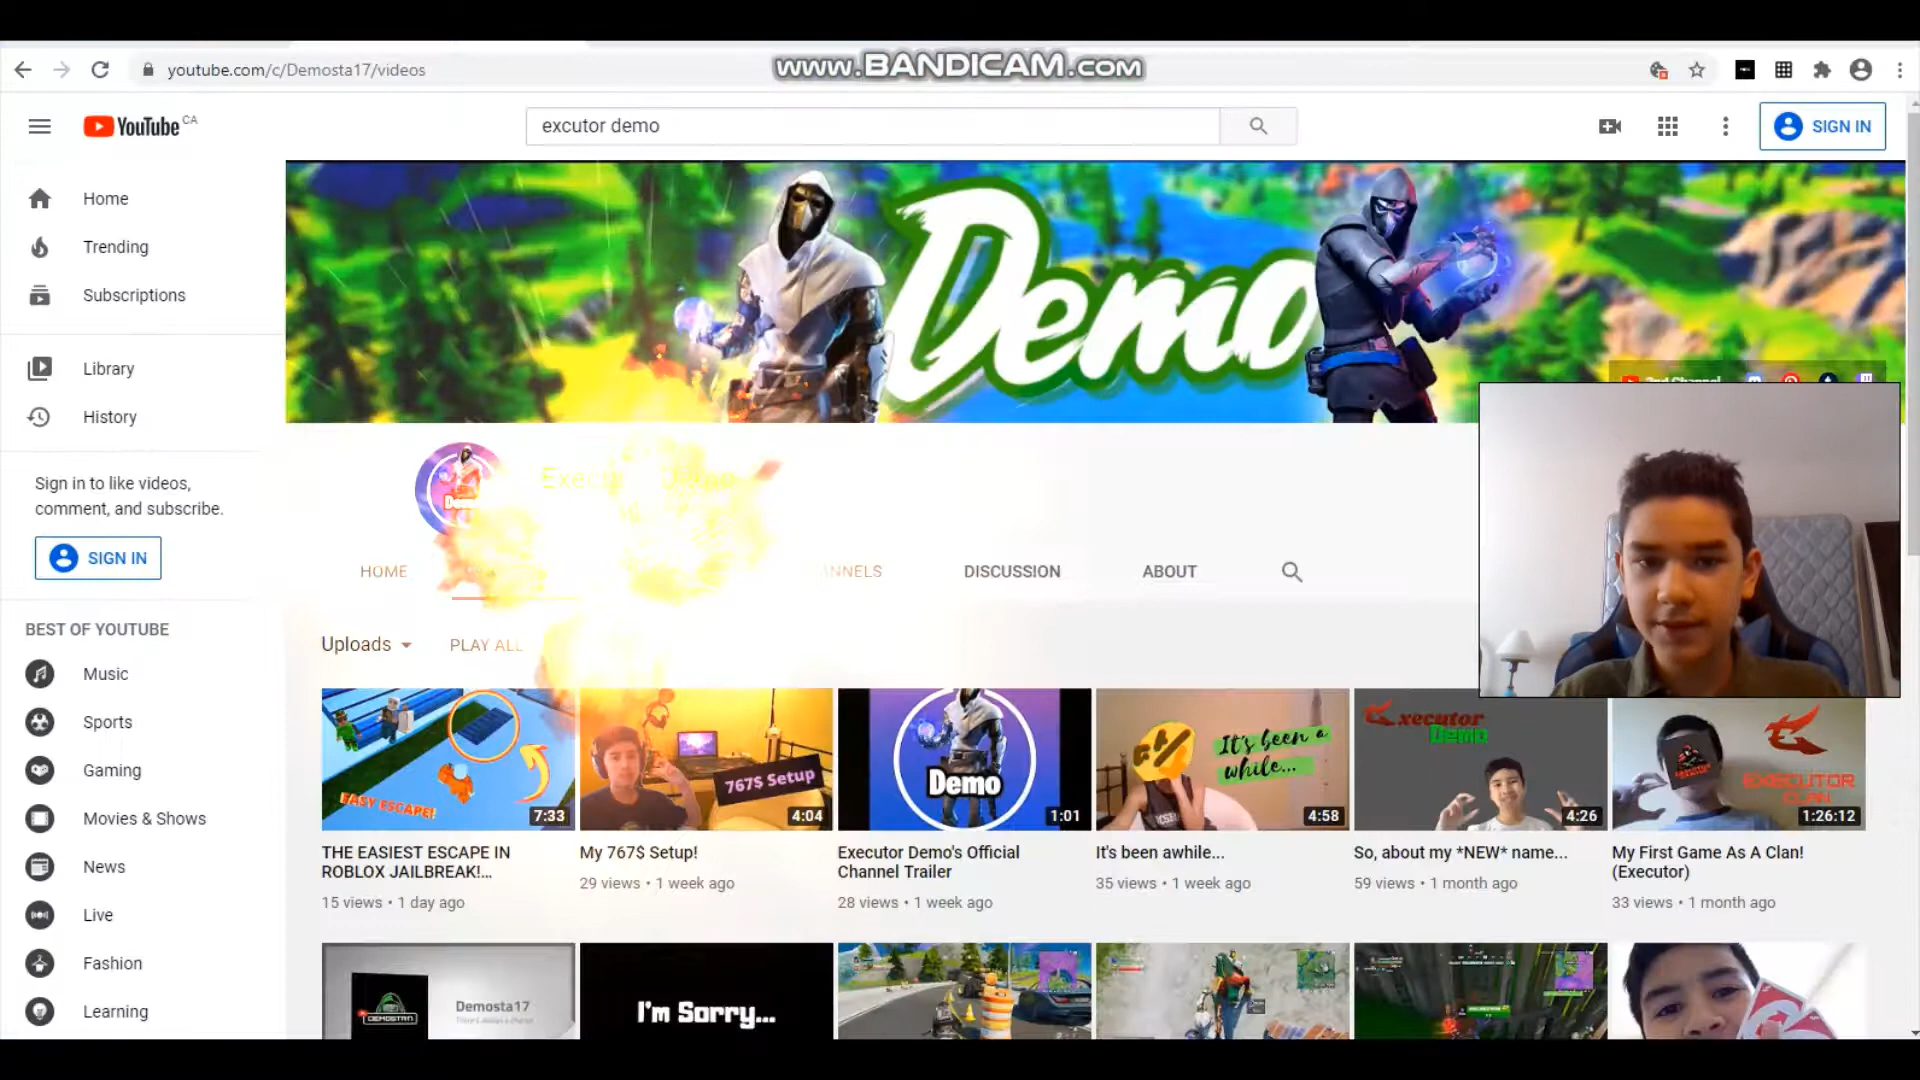 youtube.com/c/Demosta17/videos
www.BANDICAM.com
YouTube CA
excutor demo
SIGN IN
Home
Trending
Subscriptions
Library
History
Sign in to like videos,
comment, and subscribe.
SIGN IN
BEST OF YOUTUBE
Music
Sports
Gaming
Movies & Shows
News
Live
Fashion
Learning
Demo
2nd Channel
Demo
HOME
DISCUSSION
ABOUT
Uploads
PLAY ALL
EASY ESCAPE!
7:33
THE EASIEST ESCAPE IN
ROBLOX JAILBREAK!...
15 views • 1 day ago
767$ Setup
4:04
My 767$ Setup!
29 views • 1 week ago
Demo
1:01
Executor Demo's Official
Channel Trailer
28 views • 1 week ago
It's been a
while...
4:58
It's been awhile...
35 views • 1 week ago
Executor
Demo
4:26
So, about my *NEW* name...
59 views • 1 month ago
EXECUTOR
CLAN
1:26:12
My First Game As A Clan!
(Executor)
33 views • 1 month ago
Demosta17
I'm Sorry...